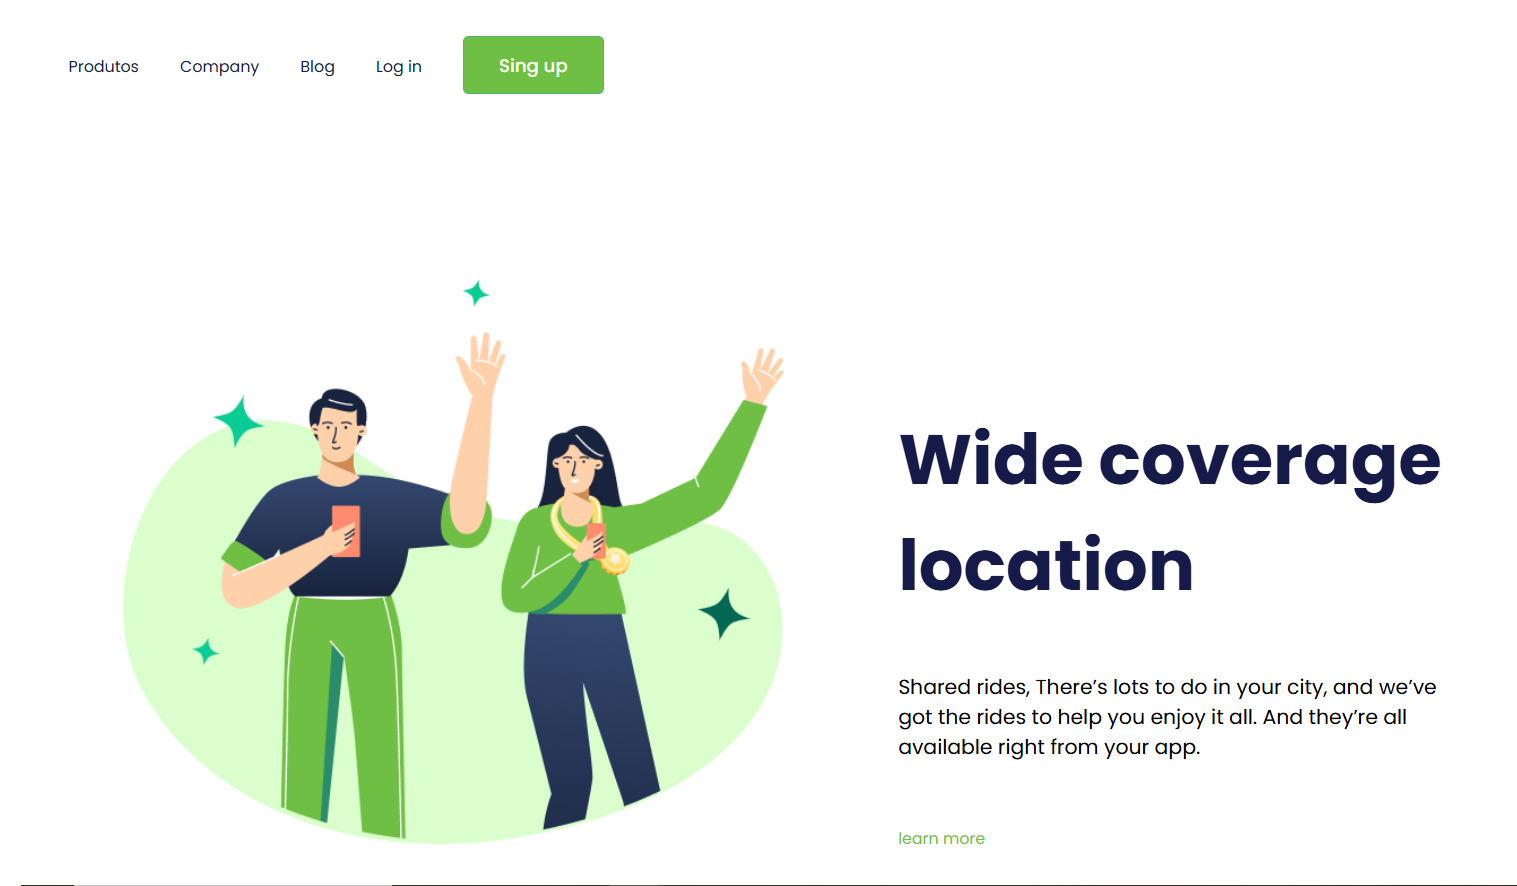 Produtos Company Blog Log in Sing up
Wide coverage
location
Shared rides, There’s lots to do in your city, and we’ve
got the rides to help you enjoy it all. And they’re all
available right from your app.
learn more